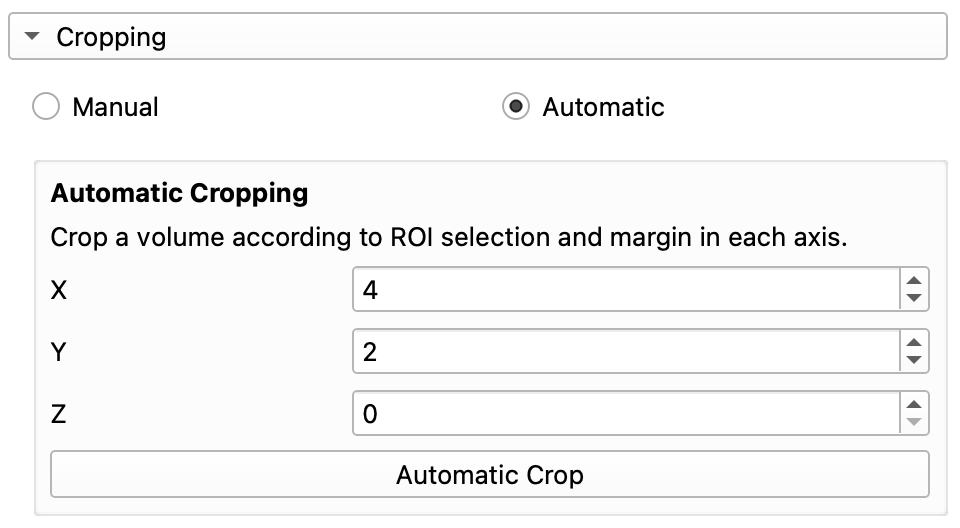 Cropping
Manual Automatic
Automatic Cropping
Crop a volume according to ROI selection and margin in each axis.
X 4
Y 2
Z 0
Automatic Crop